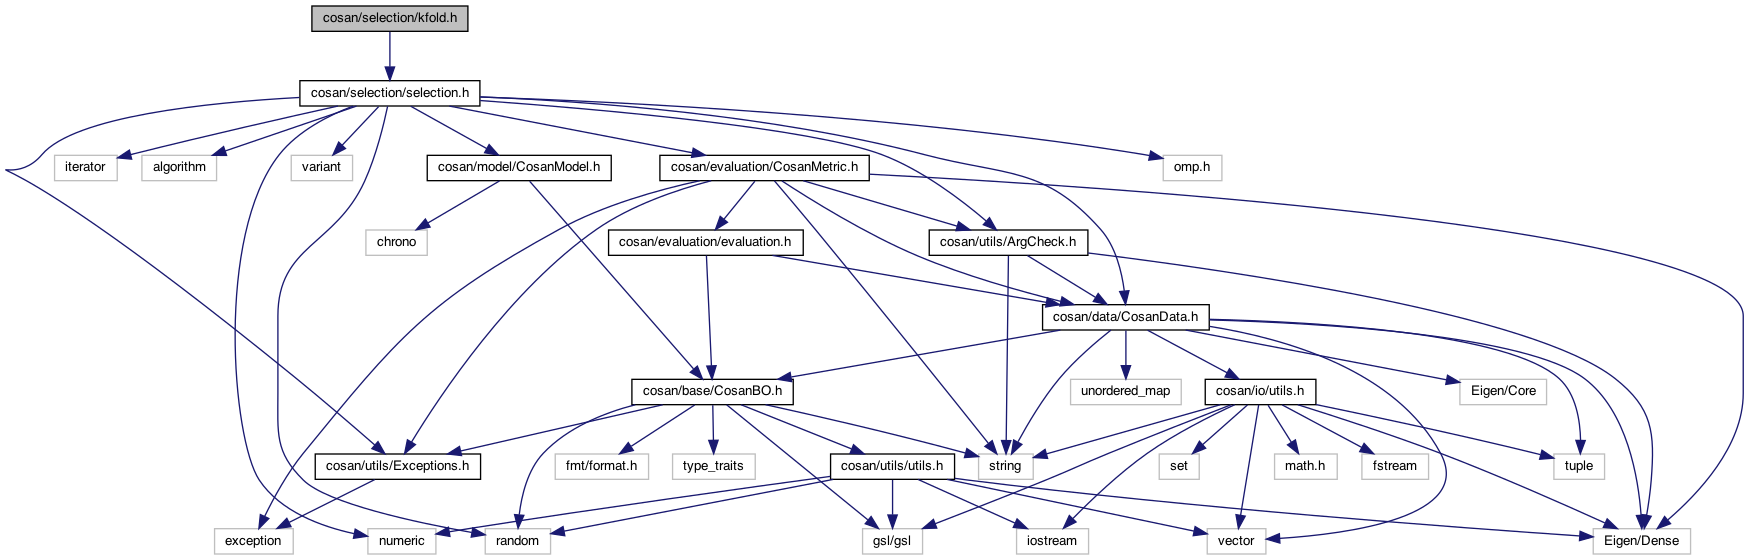 cosan/selection/kfold.h
cosan/selection/selection.h
iterator
algorithm
variant
cosan/model/CosanModel.h
cosan/evaluation/CosanMetric.h
omp.h
chrono
cosan/evaluation/evaluation.h
cosan/utils/ArgCheck.h
cosan/data/CosanData.h
cosan/base/CosanBO.h
unordered_map
cosan/io/utils.h
Eigen/Core
cosan/utils/Exceptions.h
fmt/format.h
type_traits
cosan/utils/utils.h
string
set
math.h
fstream
tuple
exception
numeric
random
gsl/gsl
iostream
vector
Eigen/Dense